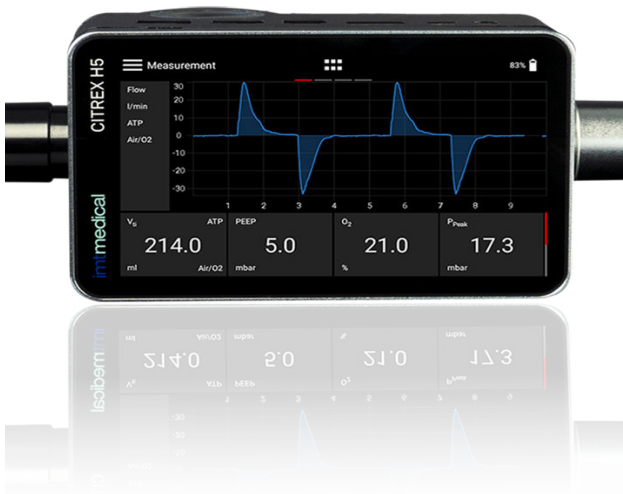 CITREX H5
imtmedical
Measurement
83%
Flow
l/min
ATP
Air/O2
30
20
10
0
-10
-20
-30
1 2 3 4 5 6 7 8 9
Vti ATP
214.0
ml Air/O2
PEEP
5.0
mbar
O2
21.0
%
PPeak
17.3
mbar